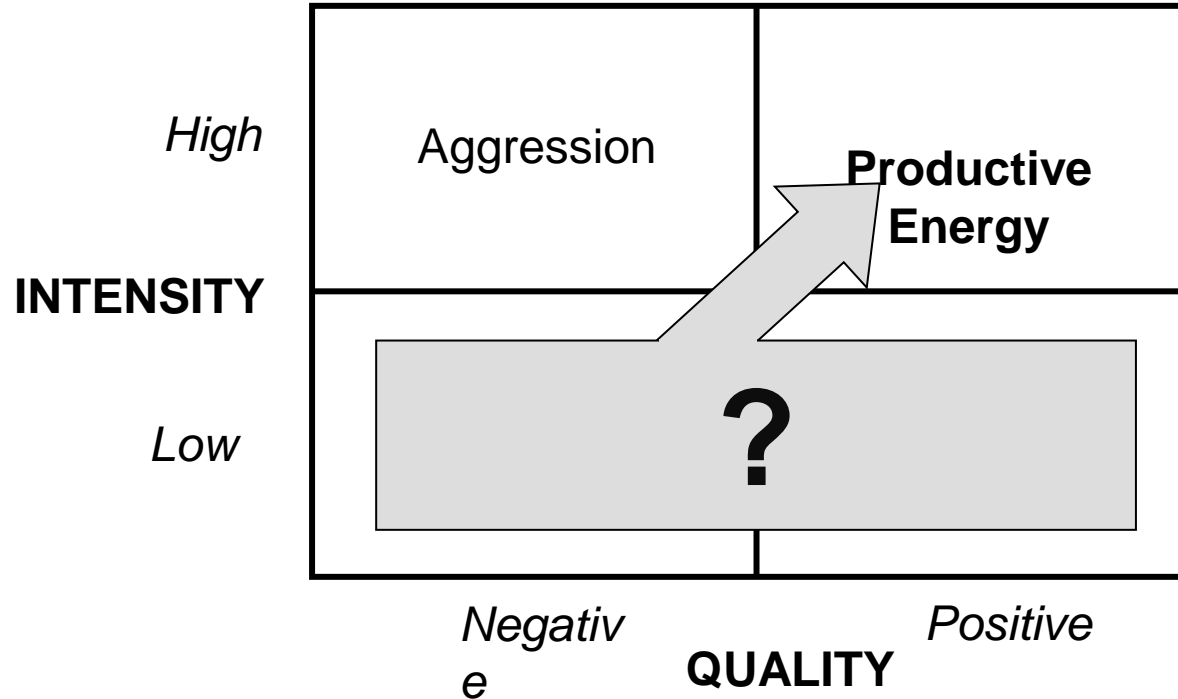 High
Aggression
Productive
Energy
INTENSITY
Low
?
Negativ
e
Positive
QUALITY